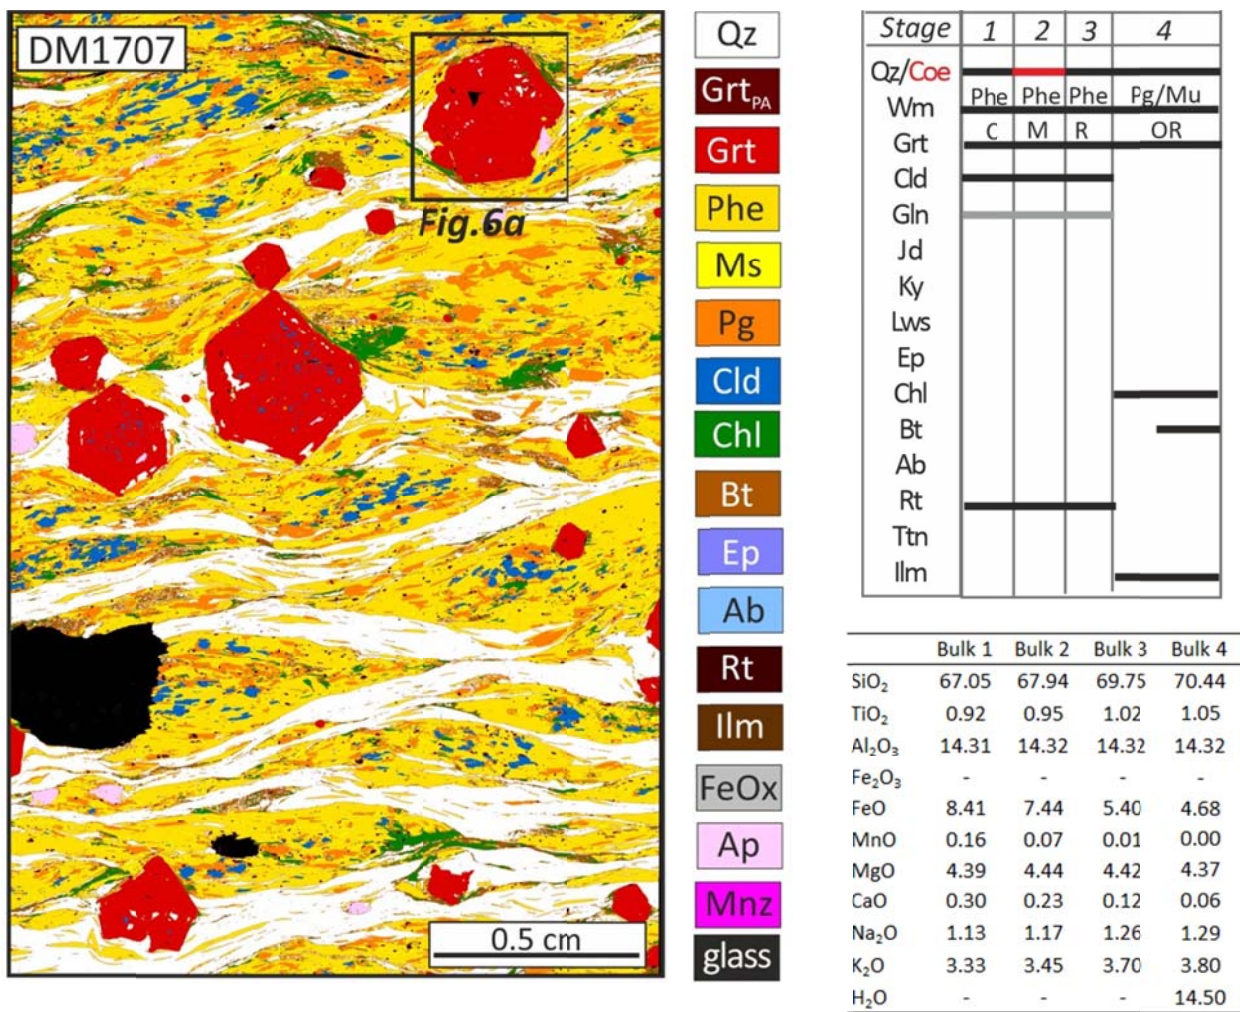 DM1707
Fig.6a
0.5 cm
Qz
GrtPA
Grt
Phe
Ms
Pg
Cld
Chl
Bt
Ep
Ab
Rt
Ilm
FeOx
Ap
Mnz
glass
Stage 1 2 3 4
Qz/Coe
Phe Phe Phe Pg/Mu
Wm
C M R OR
Grt
Cld
Gln
Jd
Ky
Lws
Ep
Chl
Bt
Ab
Rt
Ttn
Ilm
Bulk 1 Bulk 2 Bulk 3 Bulk 4
SiO2 67.05 67.94 69.75 70.44
TiO2 0.92 0.95 1.02 1.05
Al2O3 14.31 14.32 14.32 14.32
Fe2O3 - - - -
FeO 8.41 7.44 5.40 4.68
MnO 0.16 0.07 0.01 0.00
MgO 4.39 4.44 4.42 4.37
CaO 0.30 0.23 0.12 0.06
Na2O 1.13 1.17 1.26 1.29
K2O 3.33 3.45 3.70 3.80
H2O - - - 14.50